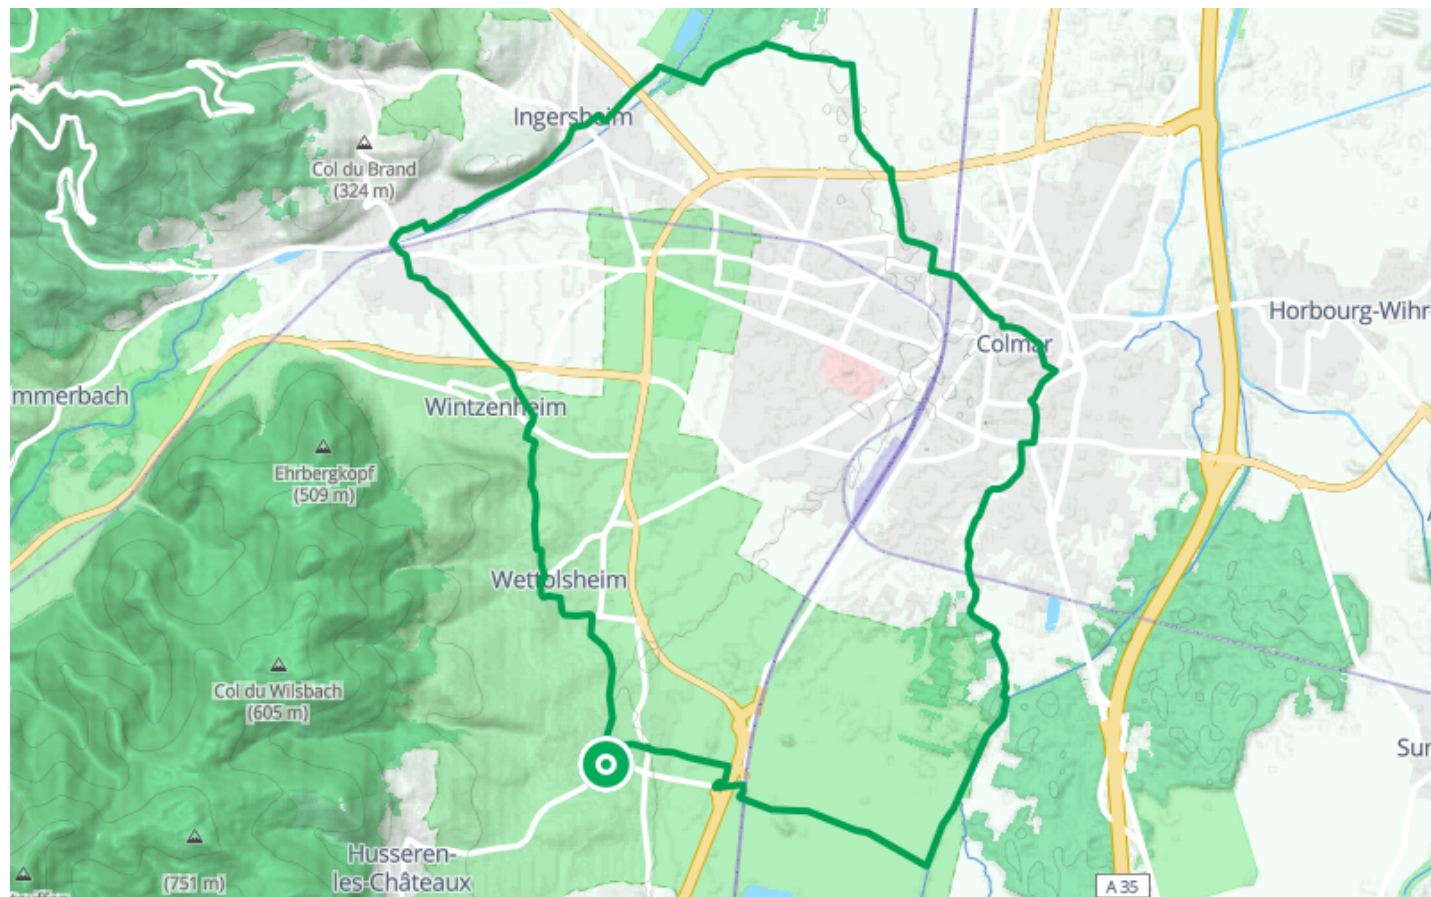 Ingersheim
Col du Brand
(324 m)
Horbourg-Wihr
Colmar
mmerbach
Wintzenheim
Ehrbergkopf
(509 m)
Wettolsheim
Col du Wilsbach
(605 m)
Sur
Husseren-
les-Châteaux
(751 m)
A 35